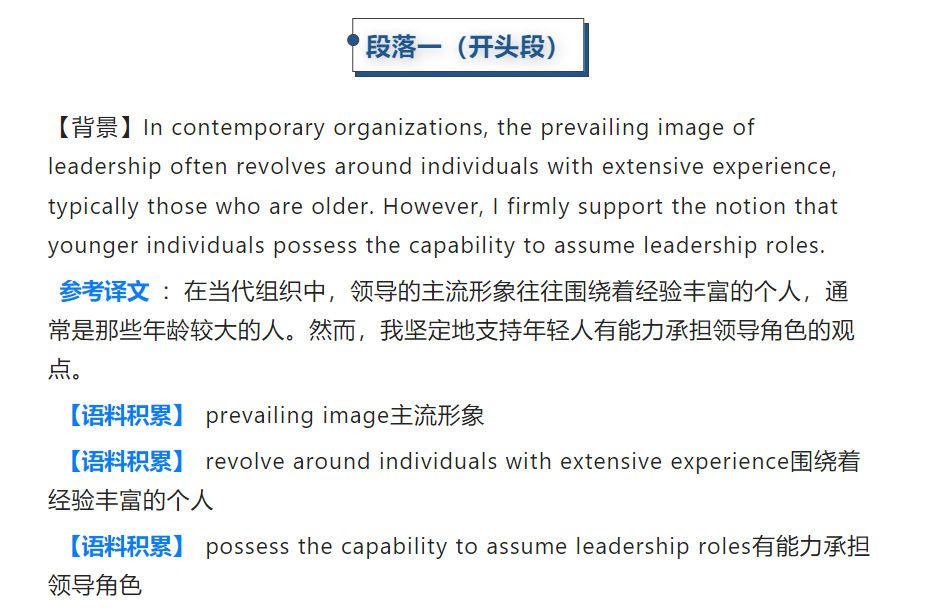 段落一（开头段）
【背景】In contemporary organizations, the prevailing image of
leadership often revolves around individuals with extensive experience,
typically those who are older. However, I firmly support the notion that
younger individuals possess the capability to assume leadership roles.
参考译文 ：在当代组织中，领导的主流形象往往围绕着经验丰富的个人，通
常是那些年龄较大的人。然而，我坚定地支持年轻人有能力承担领导角色的观
点。
【语料积累】 prevailing image主流形象
【语料积累】 revolve around individuals with extensive experience围绕着
经验丰富的个人
【语料积累】 possess the capability to assume leadership roles有能力承担
领导角色